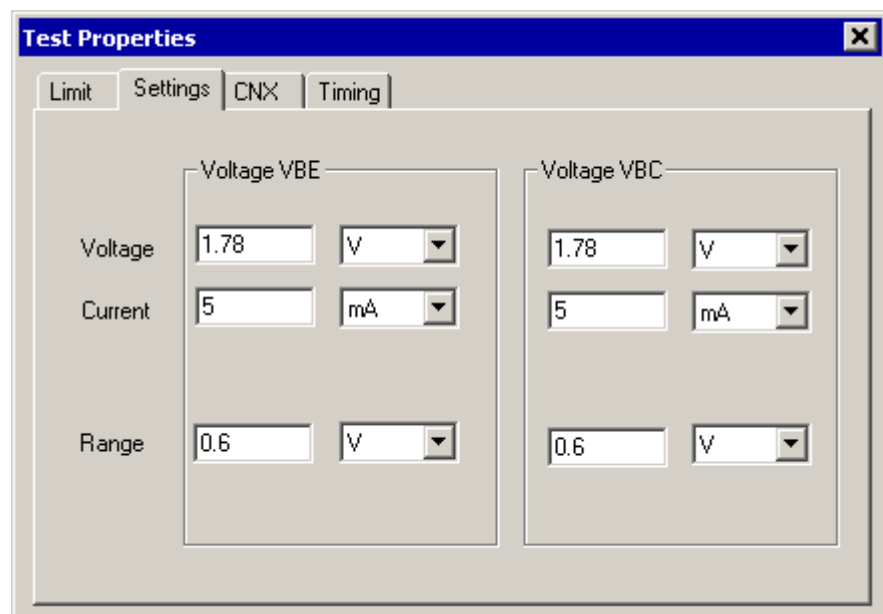 Test Properties
Limit Settings CNX Timing
Voltage VBE Voltage VBC
Voltage 1.78 V 1.78 V
Current 5 mA 5 mA
Range 0.6 V 0.6 V